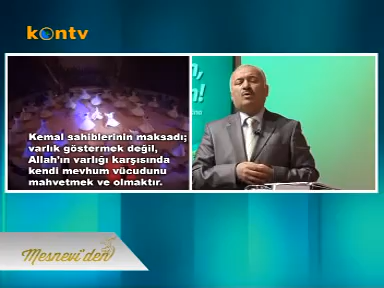 kontv
Kemal sahiblerinin maksadı;
varlık göstermek değil,
Allah'ın varlığı karşısında
kendi mevhum vücudunu
mahvetmek ve olmaktır.
Mesnevi'den